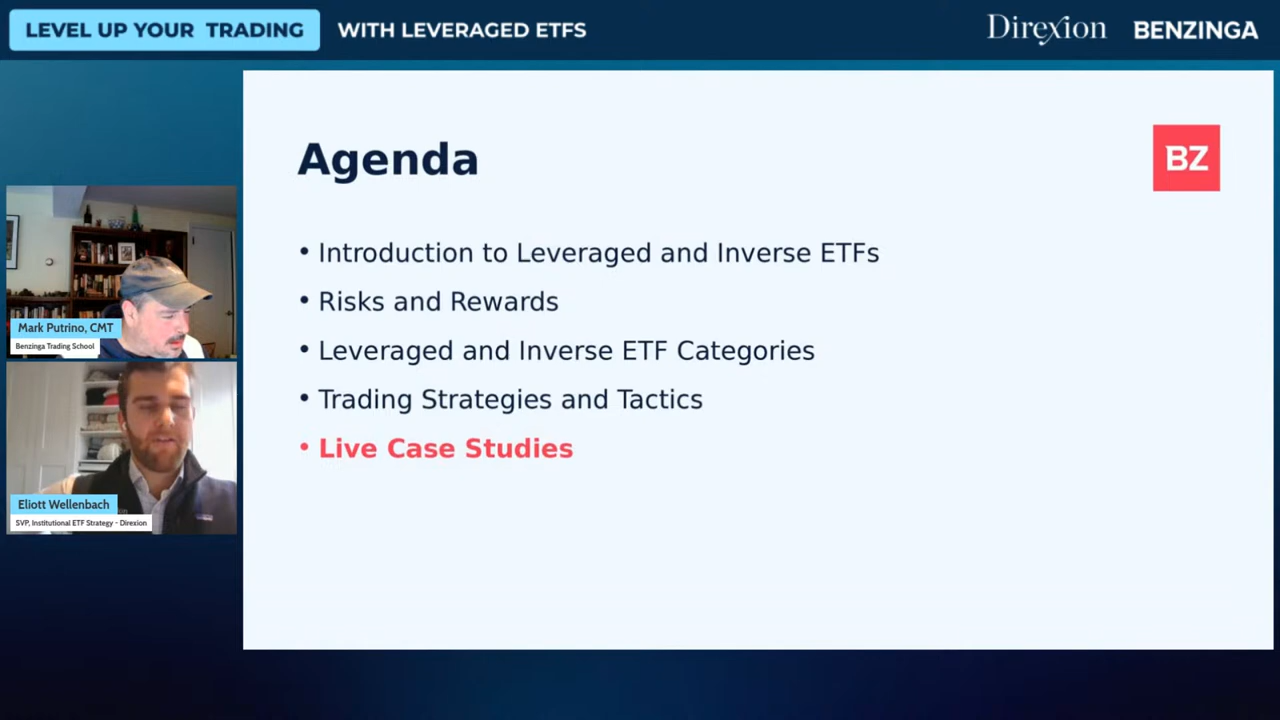 LEVEL UP YOUR TRADING WITH LEVERAGED ETFS
Direxion BENZINGA
Agenda
BZ
• Introduction to Leveraged and Inverse ETFs
• Risks and Rewards
• Leveraged and Inverse ETF Categories
• Trading Strategies and Tactics
• Live Case Studies
Mark Putrino, CMT
Benzinga Trading School
Eliott Wellenbach
SVP, Institutional ETF Strategy - Direxion